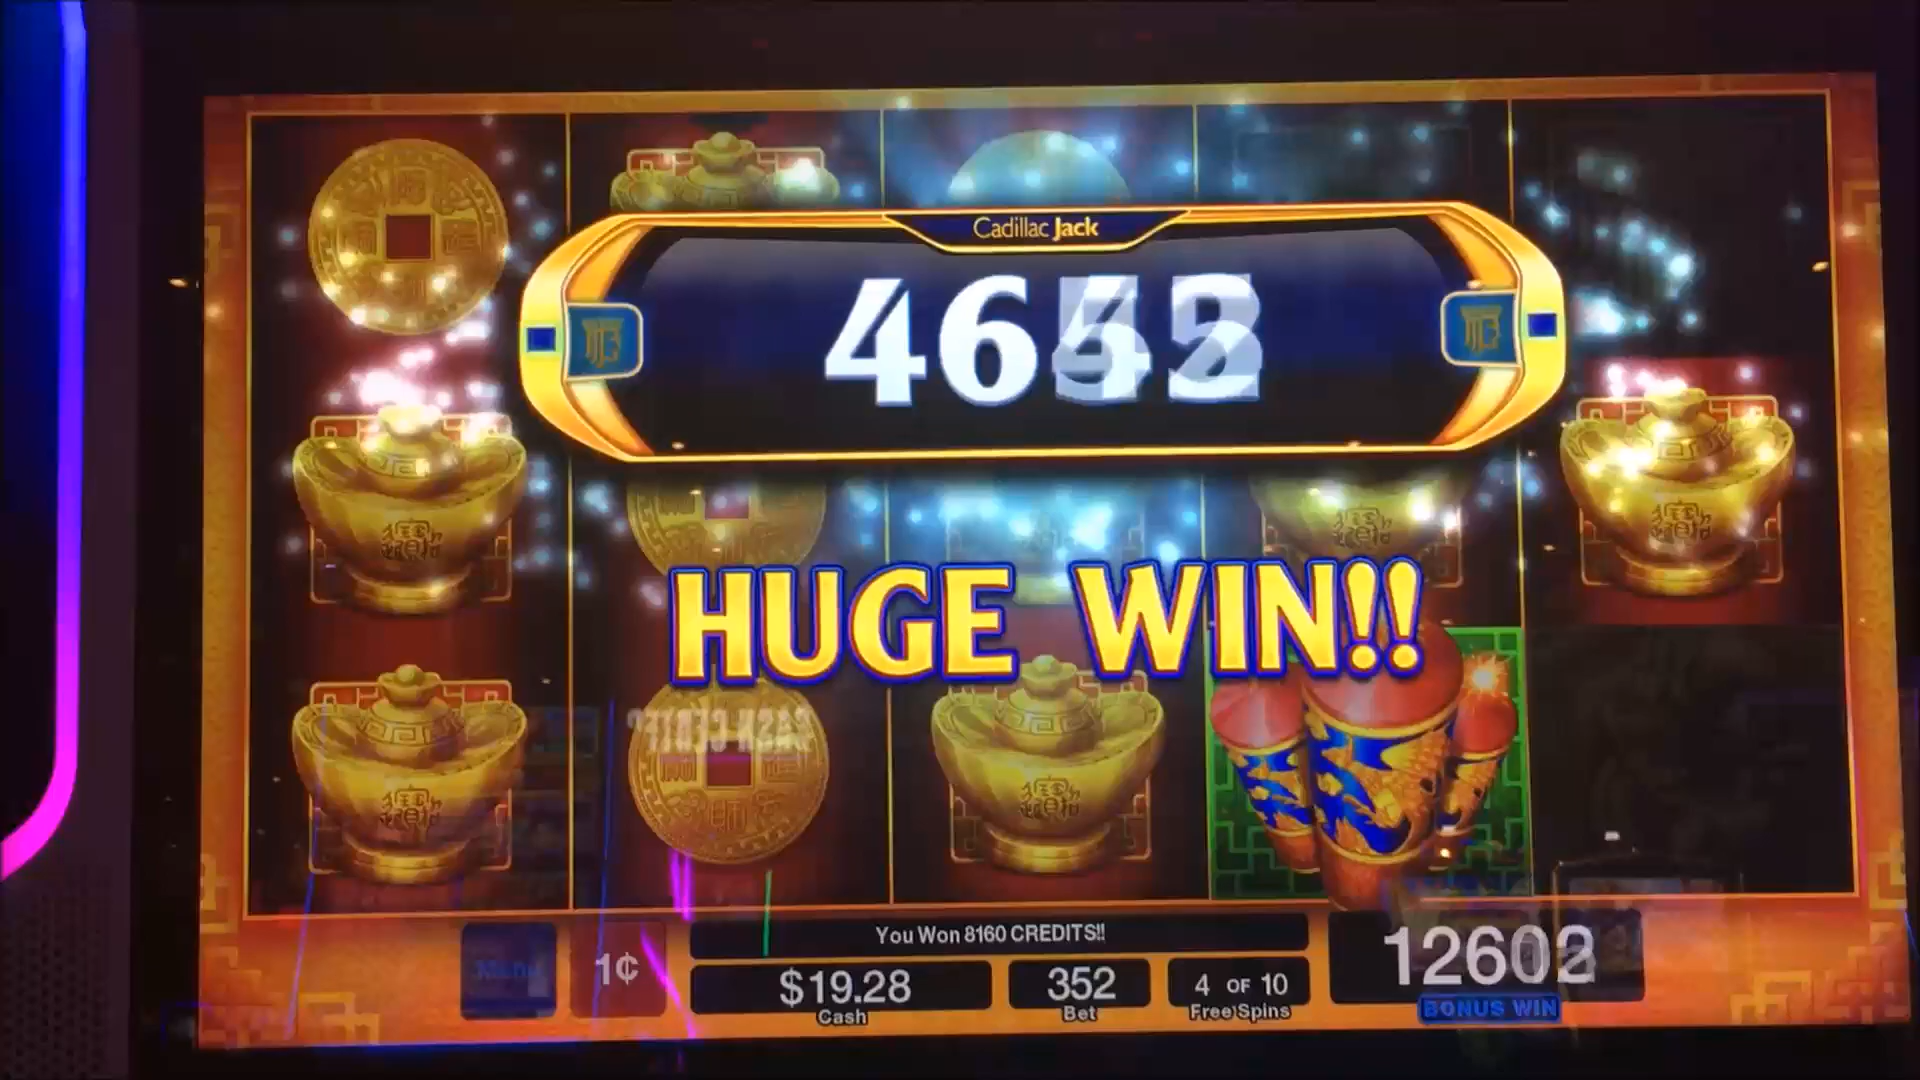 Cadillac Jack
HUGE WIN!!
You Won 8160 CREDITS!!
Menu
1¢
$19.28
Cash
352
Bet
4 OF 10
Free Spins
BONUS WIN